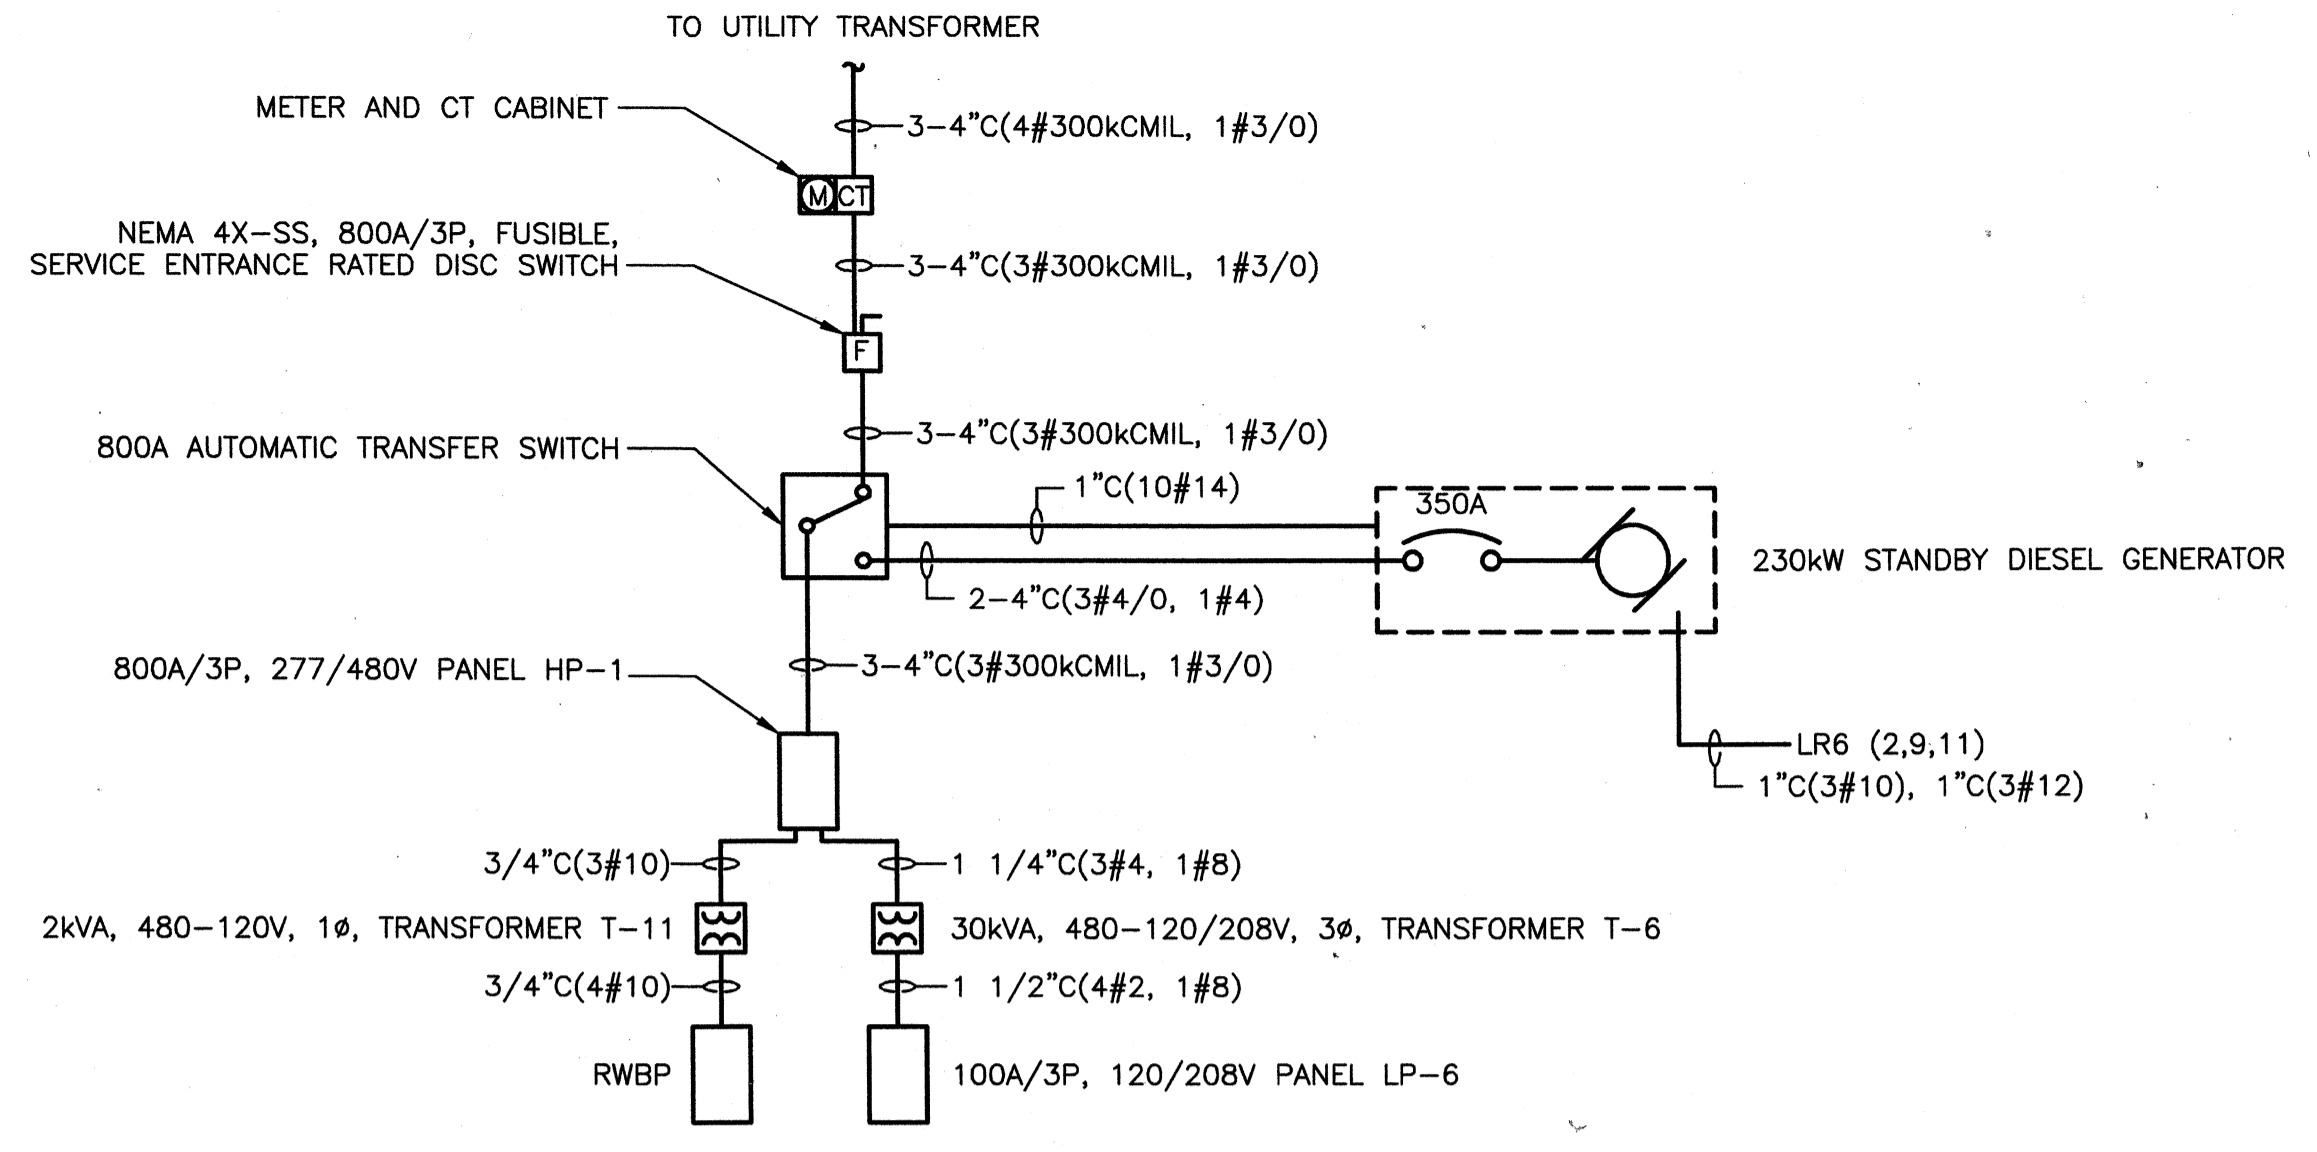 TO UTILITY TRANSFORMER
METER AND CT CABINET
3-4"C(4#300kCMIL, 1#3/0)
M CT
NEMA 4X-SS, 800A/3P, FUSIBLE,
SERVICE ENTRANCE RATED DISC SWITCH
3-4"C(3#300kCMIL, 1#3/0)
F
800A AUTOMATIC TRANSFER SWITCH
3-4"C(3#300kCMIL, 1#3/0)
1"C(10#14)
350A
230kW STANDBY DIESEL GENERATOR
2-4"C(3#4/0, 1#4)
800A/3P, 277/480V PANEL HP-1
3-4"C(3#300kCMIL, 1#3/0)
LR6 (2,9,11)
1"C(3#10), 1"C(3#12)
3/4"C(3#10)
1 1/4"C(3#4, 1#8)
2kVA, 480-120V, 1ø, TRANSFORMER T-11
30kVA, 480-120/208V, 3ø, TRANSFORMER T-6
3/4"C(4#10)
1 1/2"C(4#2, 1#8)
RWBP
100A/3P, 120/208V PANEL LP-6